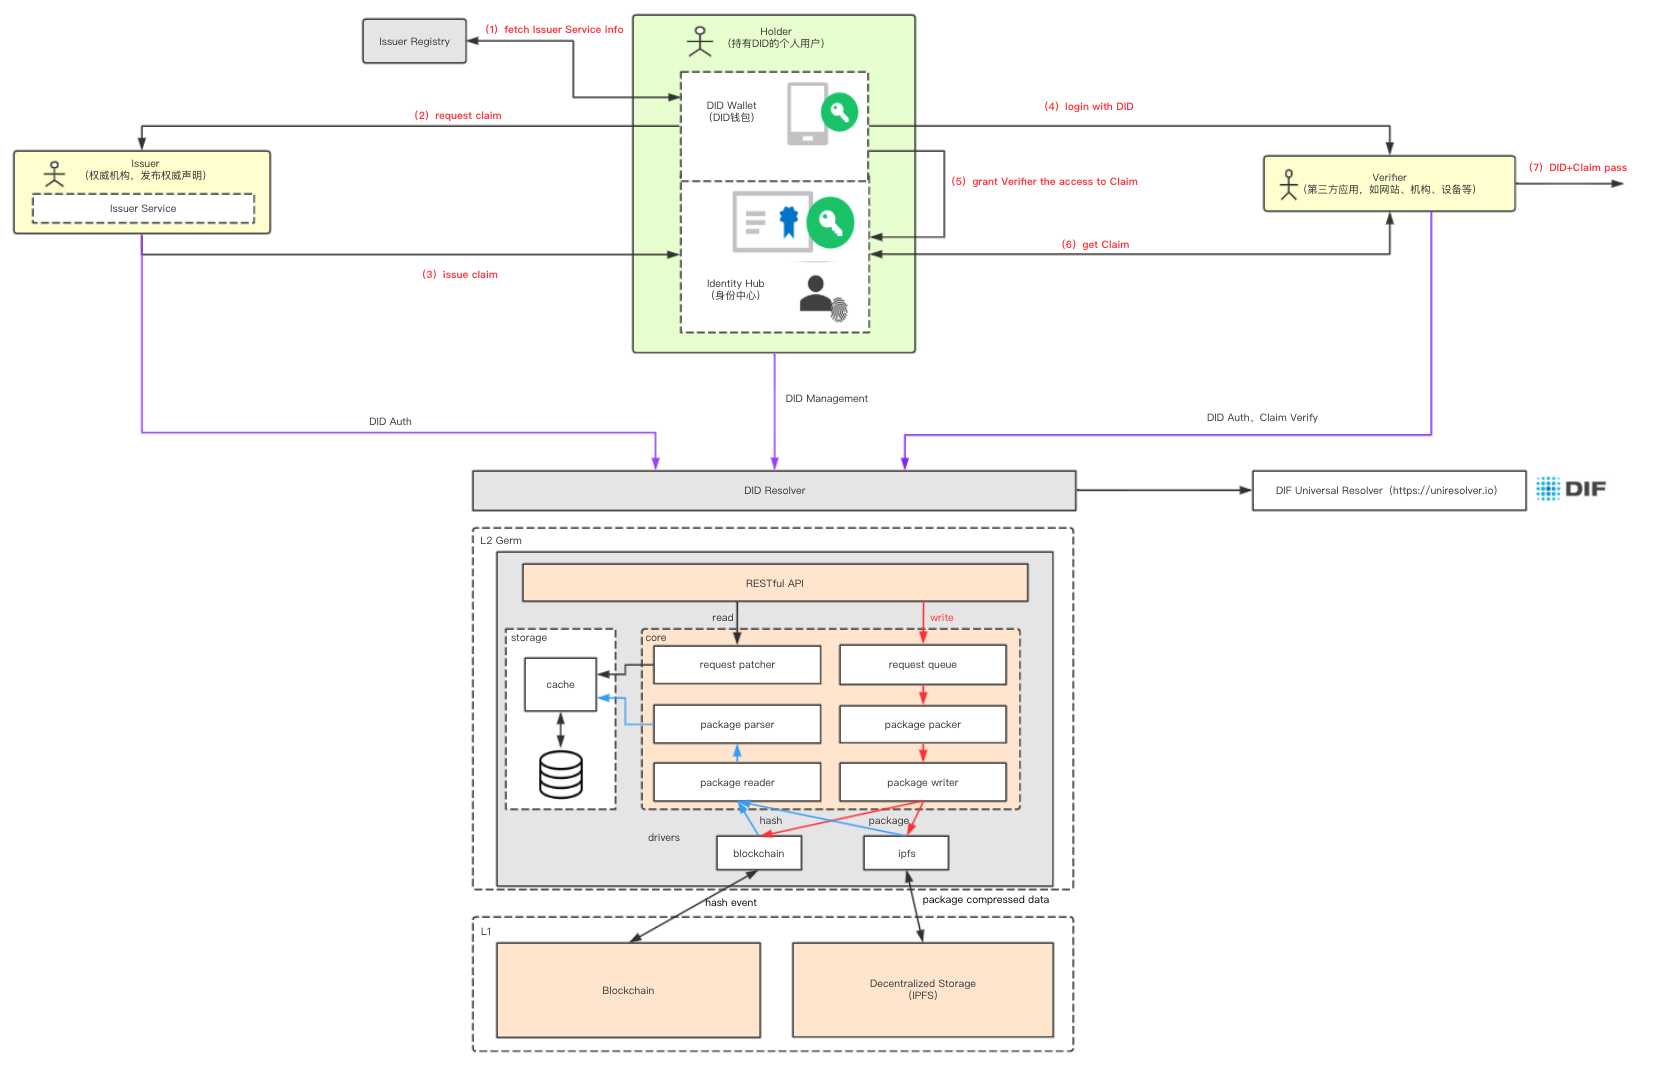 Issuer Registry
(1) fetch Issuer Service info
Holder
(持有DID的个人用户)
DID Wallet
(DID钱包)
(2) request claim
(4) login with DID
Issuer
(权威机构，发布权威声明)
Issuer Service
(5) grant Verifier the access to Claim
Verifier
(第三方应用，如网站、机构、设备等)
(7) DID+Claim pass
(3) issue claim
(6) get Claim
Identity Hub
(身份中心)
DID Management
DID Auth
DID Auth、Claim Verify
DID Resolver
DIF Universal Resolver (https://uniresolver.io)
DIF
L2 Germ
RESTful API
read
write
storage
core
cache
request patcher
request queue
package parser
package packer
package reader
package writer
hash
package
drivers
blockchain
ipfs
hash event
package compressed data
L1
Blockchain
Decentralized Storage
(IPFS)